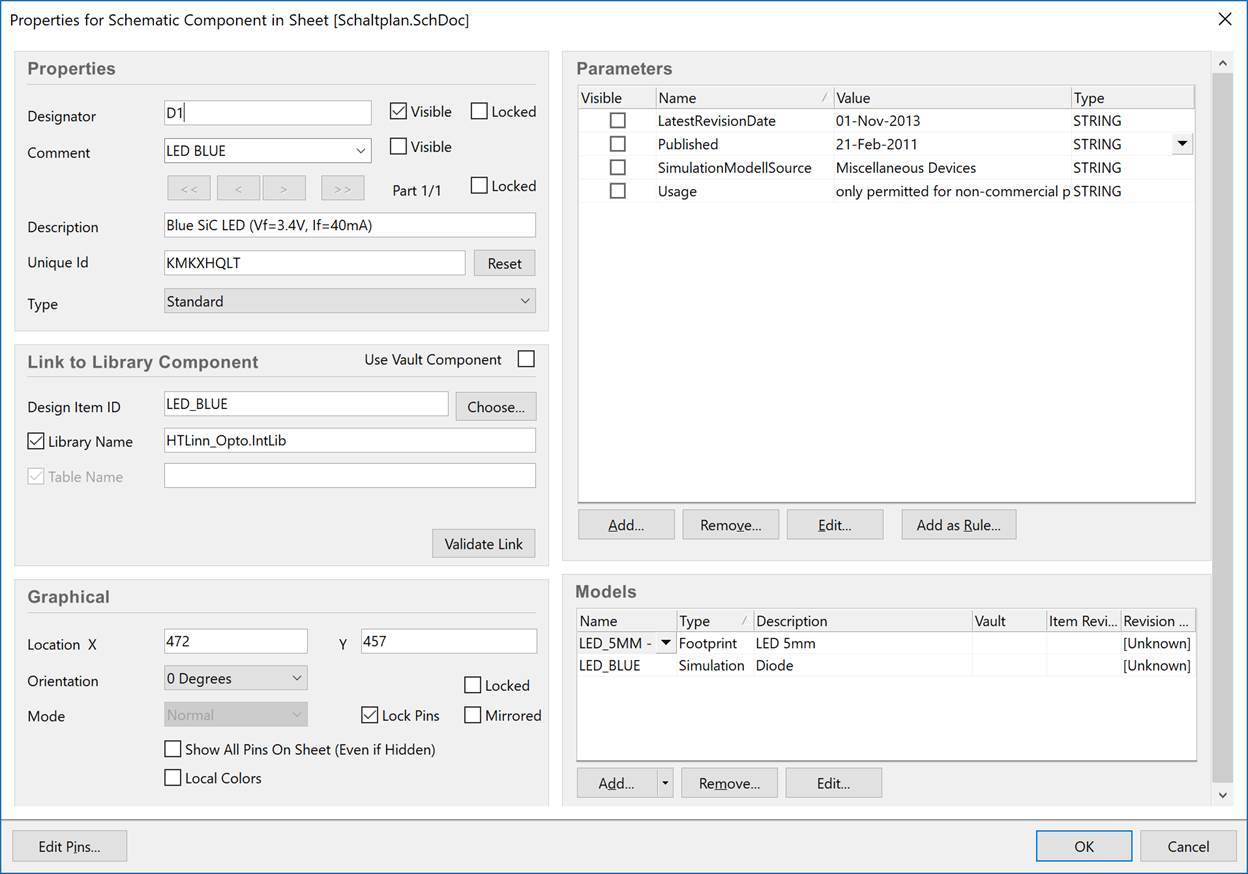 Properties for Schematic Component in Sheet [Schaltplan.SchDoc]
Properties
Designator D1 Visible Locked
Comment LED BLUE Visible
<< < > >> Part 1/1 Locked
Description Blue SiC LED (Vf=3.4V, If=40mA)
Unique Id KMKXHQLT Reset
Type Standard
Link to Library Component Use Vault Component
Design Item ID LED_BLUE Choose...
Library Name HTLinn_Opto.IntLib
Table Name
Validate Link
Graphical
Location X 472 Y 457
Orientation 0 Degrees Locked
Mode Normal Lock Pins Mirrored
Show All Pins On Sheet (Even if Hidden)
Local Colors
Parameters
Visible Name Value Type
LatestRevisionDate 01-Nov-2013 STRING
Published 21-Feb-2011 STRING
SimulationModellSource Miscellaneous Devices STRING
Usage only permitted for non-commercial p STRING
Add... Remove... Edit... Add as Rule...
Models
Name Type Description Vault Item Revi... Revision ...
LED_5MM - Footprint LED 5mm [Unknown]
LED_BLUE Simulation Diode [Unknown]
Add... Remove... Edit...
Edit Pins... OK Cancel